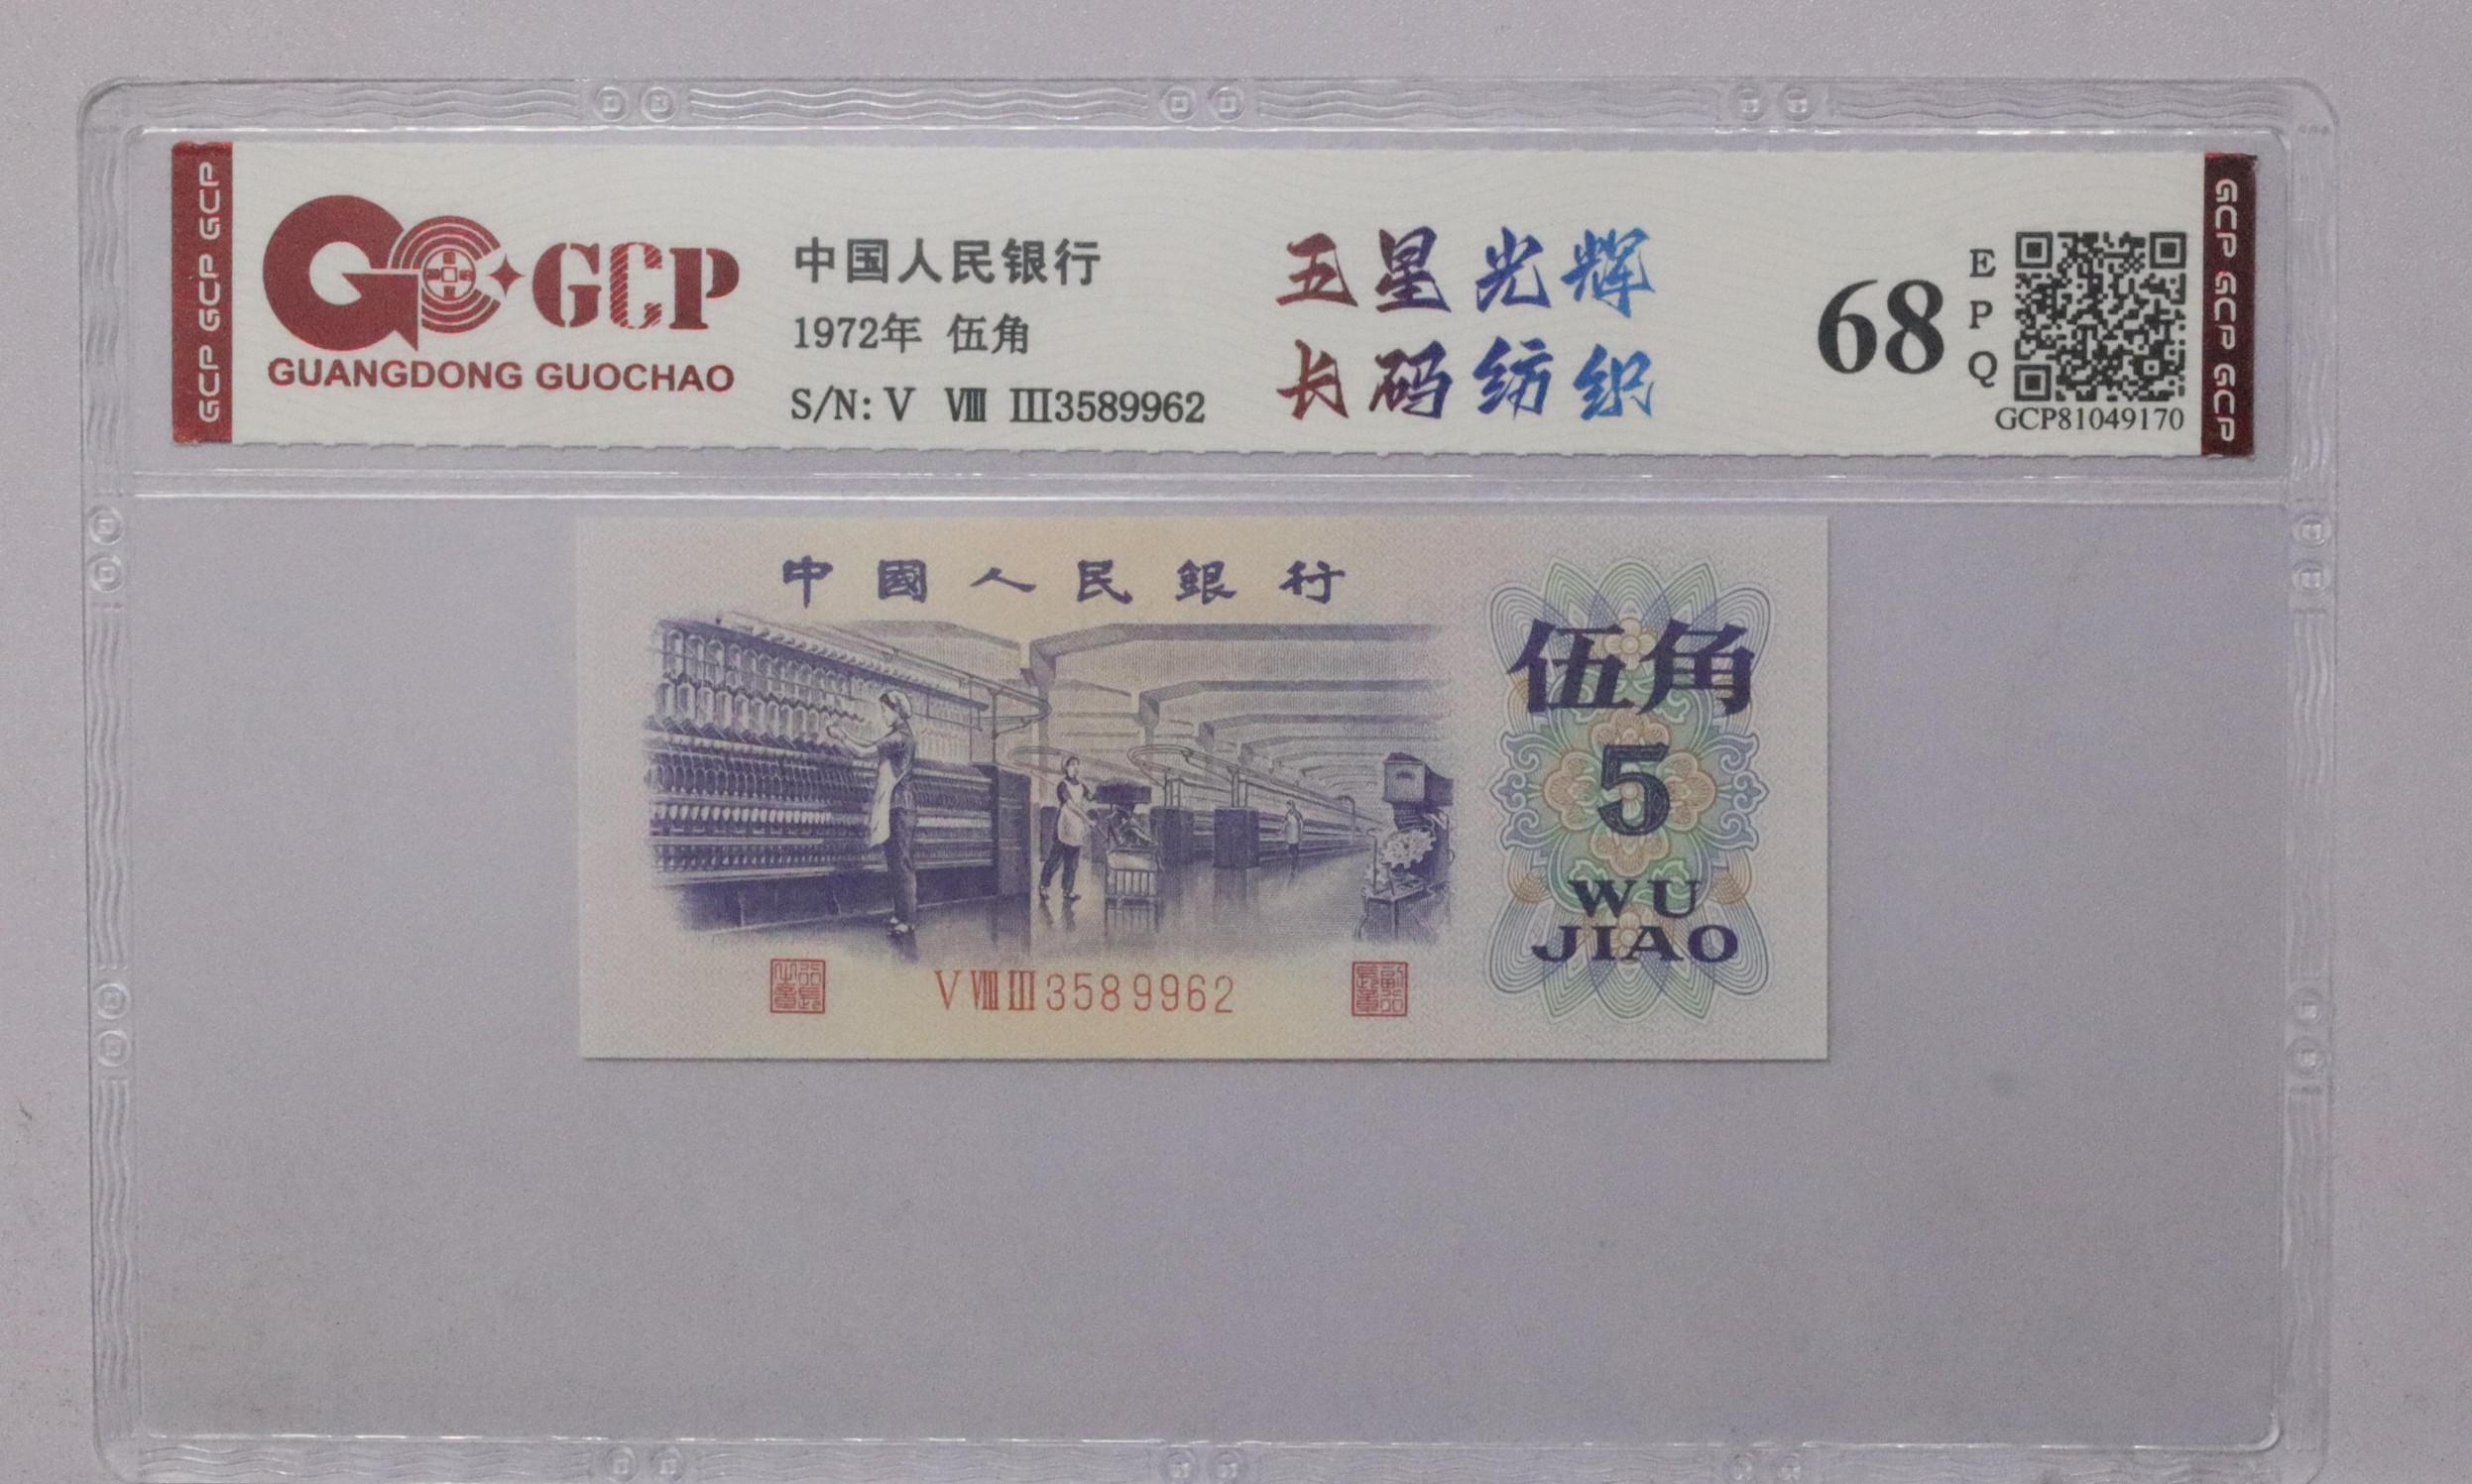 GCP GCP GCP
GCP
GUANGDONG GUOCHAO
中国人民银行
1972年 伍角
S/N: V Ⅷ III3589962
五星光辉
长码纺织
68
E
P
Q
GCP81049170
GCP GCP GCP
中國人民銀行
伍角
5
WU
JIAO
V Ⅷ III 3589962